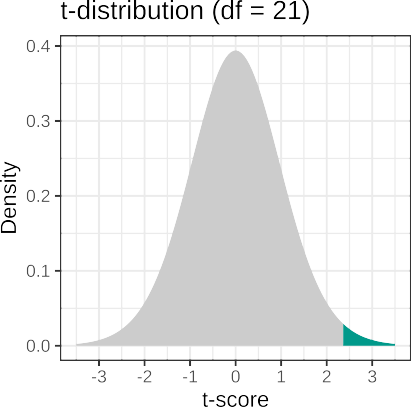 t-distribution (df = 21)
0.4
0.3
0.2
0.1
0.0
Density
-3 -2 -1 0 1 2 3
t-score